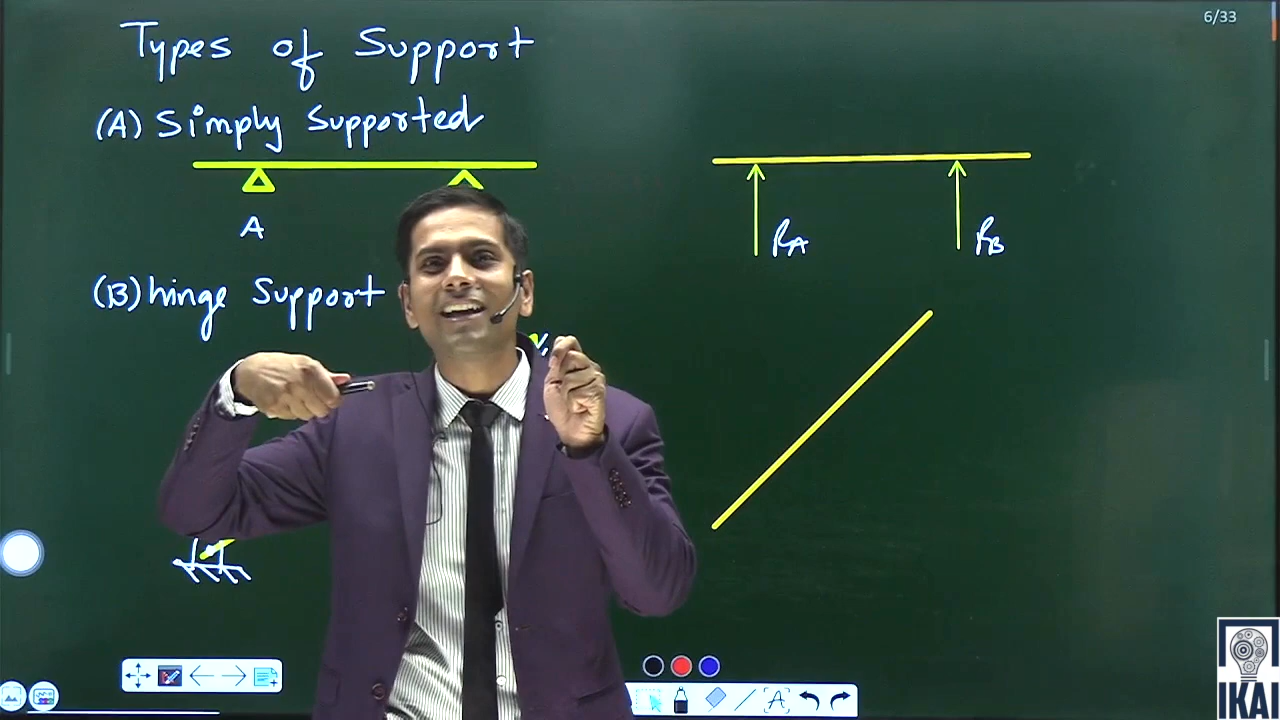 6/33
Types of Support
(A) Simply Supported
A
RA
RB
(B) hinge Support
A
IKAI